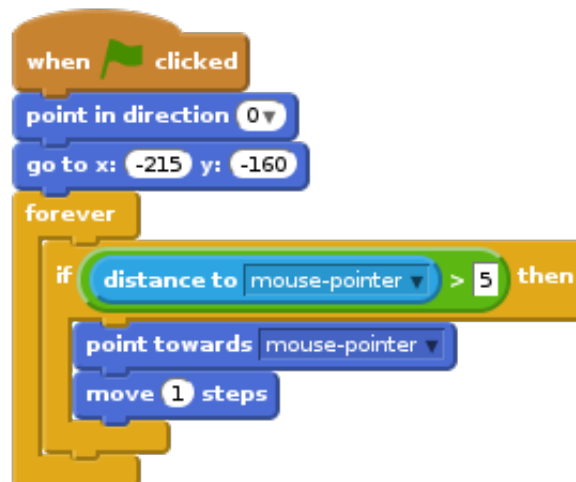 when clicked
point in direction 0
go to x: -215 y: -160
forever
if distance to mouse-pointer > 5 then
point towards mouse-pointer
move 1 steps